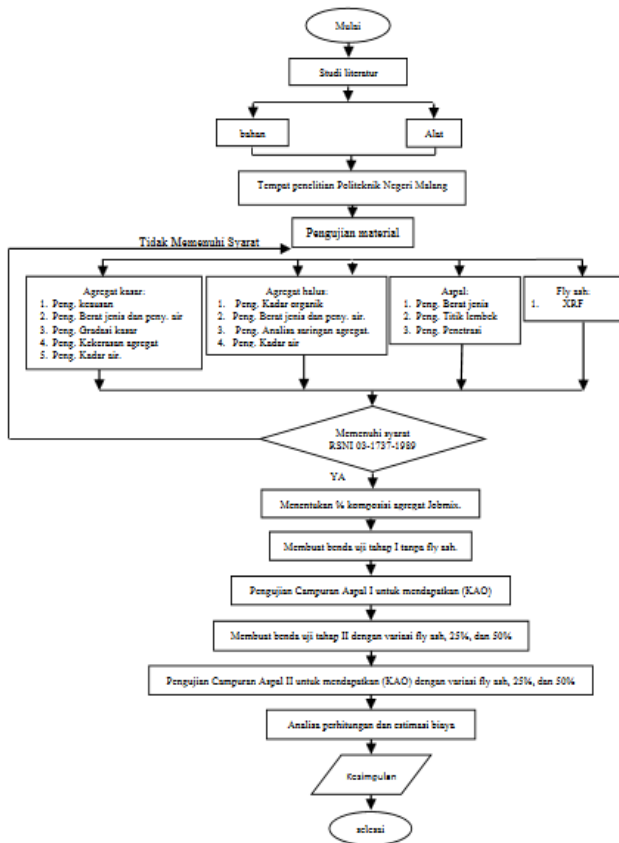 Mulai
Studi literatur
bahan
Alat
Tempat penelitian Politeknik Negeri Malang
Pengujian material
Tidak Memenuhi Syarat
Agregat kasar:
1. Peng. keausan
2. Peng. Berat jenis dan peny. air
3. Peng. Gradasi kasar
4. Peng. Kekerasan agregat
5. Peng. Kadar air.
Agregat halus:
1. Peng. Kadar organik
2. Peng. Berat jenis dan peny. air.
3. Peng. Analisa saringan agregat.
4. Peng. Kadar air
Aspal:
1. Peng. Berat jenis
2. Peng. Titik lembek
3. Peng. Penetrasi
Fly ash:
1. XRF
Memenuhi syarat
RSNI 03-1737-1989
YA
Menentukan % komposisi agregat Jobmix.
Membuat benda uji tahap I tanpa fly ash.
Pengujian Campuran Aspal I untuk mendapatkan (KAO)
Membuat benda uji tahap II dengan variasi fly ash, 25%, dan 50%
Pengujian Campuran Aspal II untuk mendapatkan (KAO) dengan variasi fly ash, 25%, dan 50%
Analisa perhitungan dan estimasi biaya
Kesimpulan
selesai